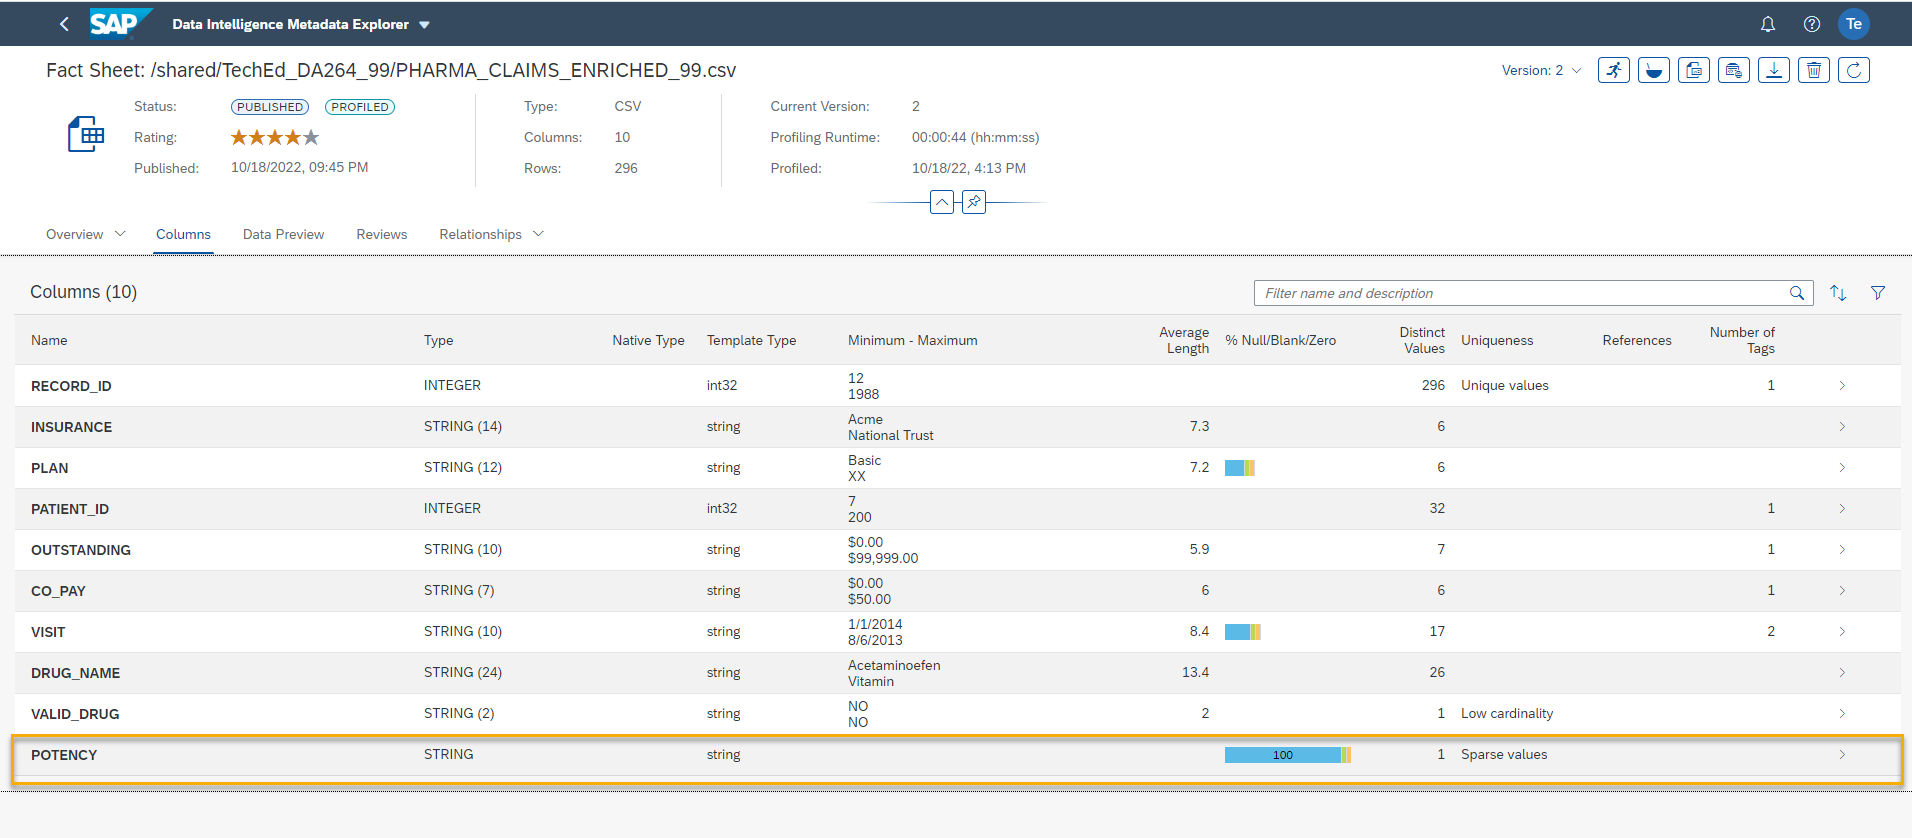 SAP Data Intelligence Metadata Explorer Te
Fact Sheet: /shared/TechEd_DA264_99/PHARMA_CLAIMS_ENRICHED_99.csv Version: 2
Status: PUBLISHED PROFILED Type: CSV Current Version: 2
Rating: Columns: 10 Profiling Runtime: 00:00:44 (hh:mm:ss)
Published: 10/18/2022, 09:45 PM Rows: 296 Profiled: 10/18/22, 4:13 PM
Overview Columns Data Preview Reviews Relationships
Columns (10) Filter name and description
Name Type Native Type Template Type Minimum - Maximum Average Length % Null/Blank/Zero Distinct Values Uniqueness References Number of Tags
RECORD_ID INTEGER int32 12 1988 296 Unique values 1
INSURANCE STRING (14) string Acme National Trust 7.3 6
PLAN STRING (12) string Basic XX 7.2 6
PATIENT_ID INTEGER int32 7 200 32 1
OUTSTANDING STRING (10) string $0.00 $99,999.00 5.9 7 1
CO_PAY STRING (7) string $0.00 $50.00 6 6 1
VISIT STRING (10) string 1/1/2014 8/6/2013 8.4 17 2
DRUG_NAME STRING (24) string Acetaminoefen Vitamin 13.4 26
VALID_DRUG STRING (2) string NO NO 2 1 Low cardinality
POTENCY STRING string 100 1 Sparse values